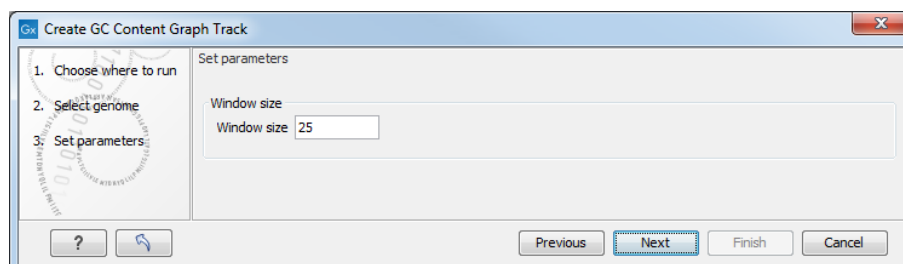 Gx Create GC Content Graph Track
1. Choose where to run
2. Select genome
3. Set parameters
Set parameters
Window size
Window size 25
? Previous Next Finish Cancel